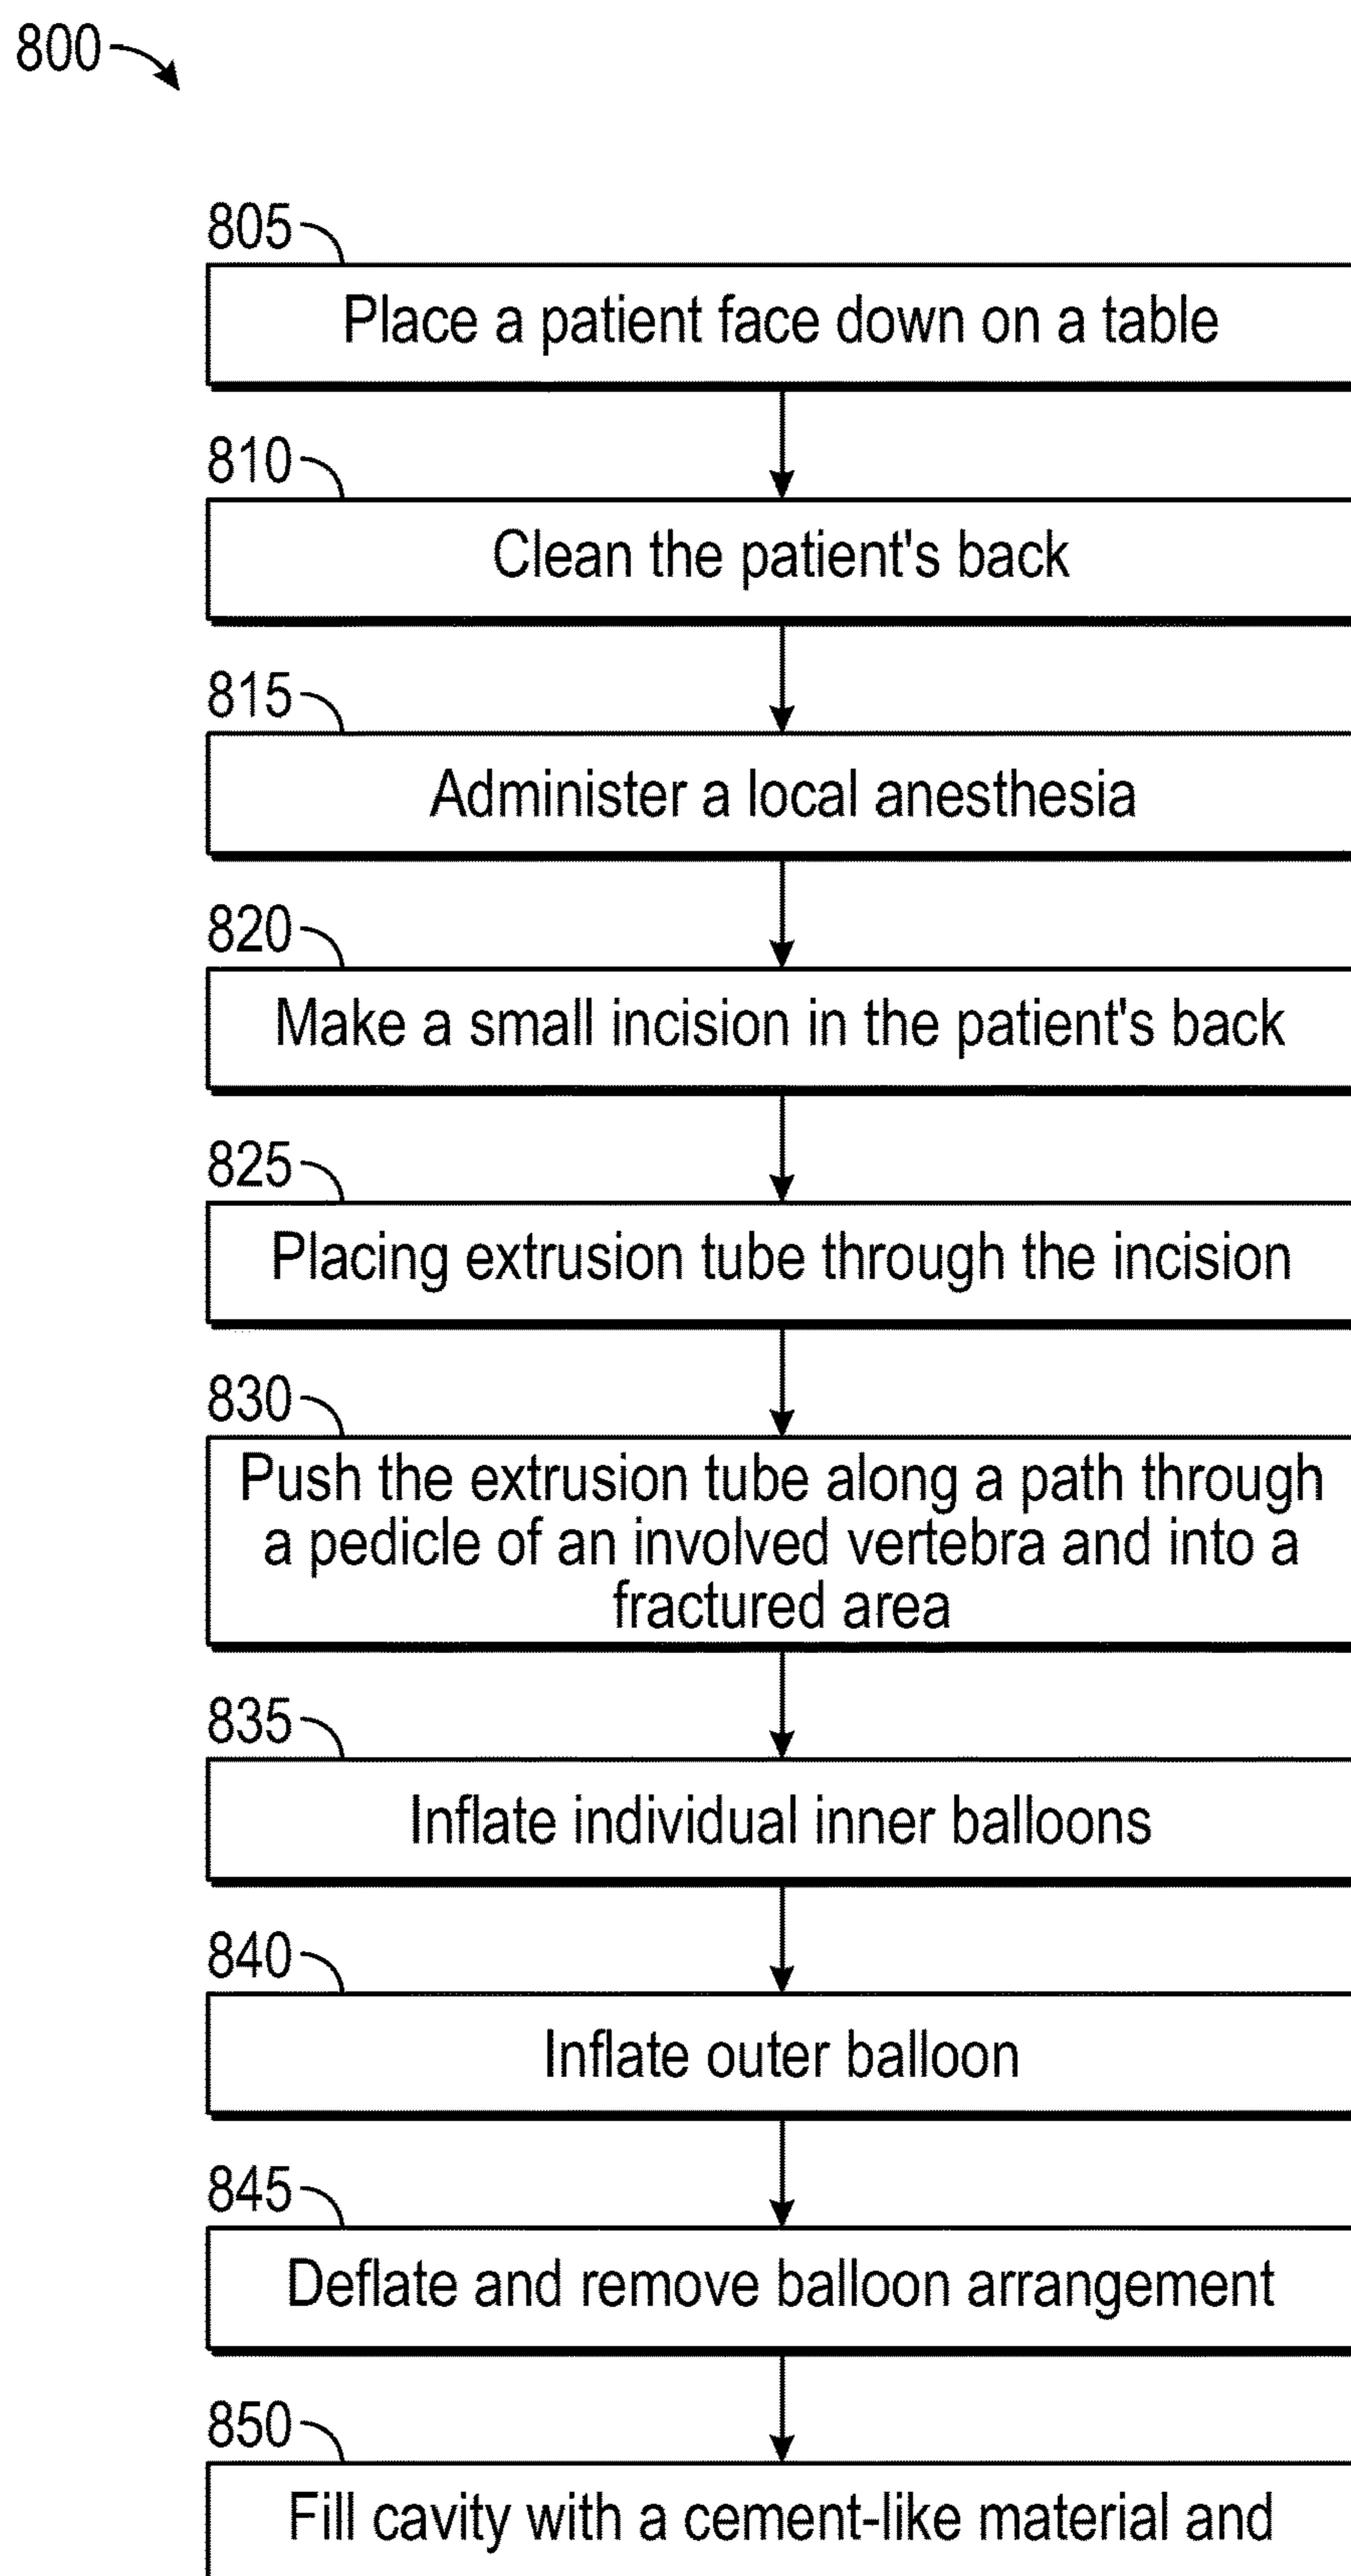 800
805
Place a patient face down on a table
810
Clean the patient's back
815
Administer a local anesthesia
820
Make a small incision in the patient's back
825
Placing extrusion tube through the incision
830
Push the extrusion tube along a path through
a pedicle of an involved vertebra and into a
fractured area
835
Inflate individual inner balloons
840
Inflate outer balloon
845
Deflate and remove balloon arrangement
850
Fill cavity with a cement-like material and